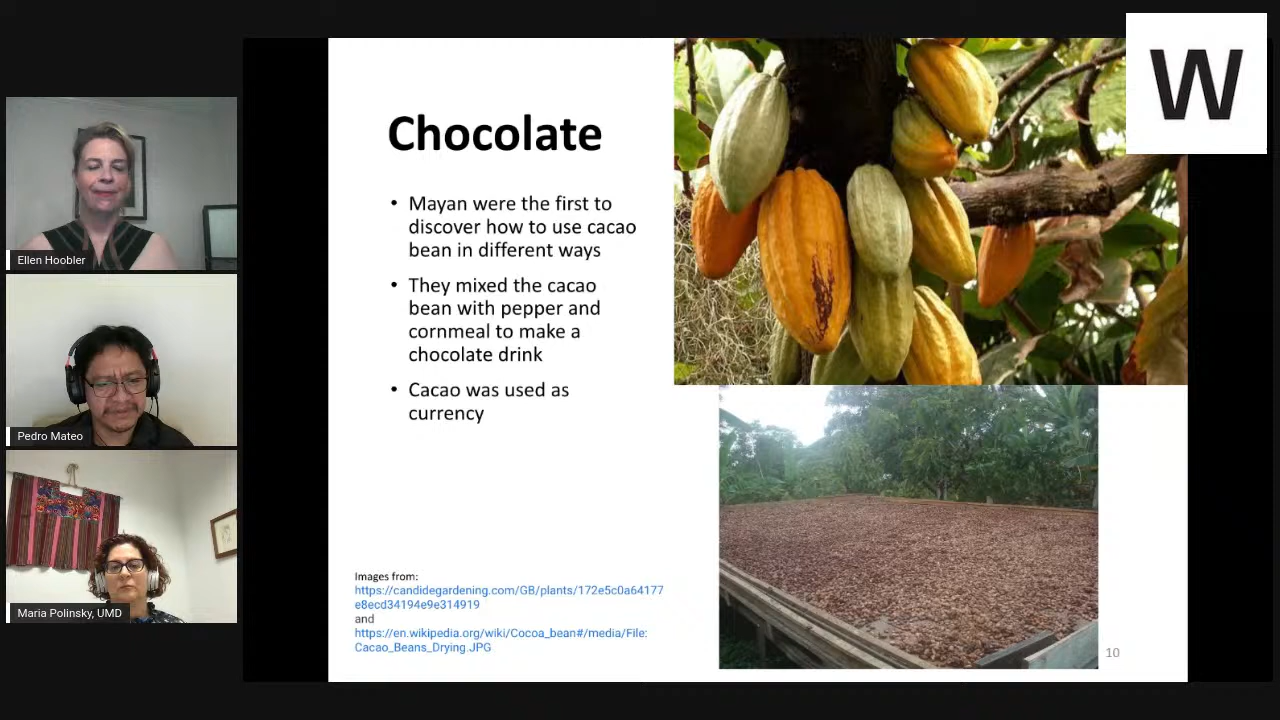 W
Chocolate
• Mayan were the first to
discover how to use cacao
bean in different ways
• They mixed the cacao
bean with pepper and
cornmeal to make a
chocolate drink
• Cacao was used as
currency
Images from:
https://candidegardening.com/GB/plants/172e5c0a64177
e8ecd34194e9e314919
and
https://en.wikipedia.org/wiki/Cocoa_bean#/media/File:
Cacao_Beans_Drying.JPG
10
Ellen Hoobler
Pedro Mateo
Maria Polinsky, UMD